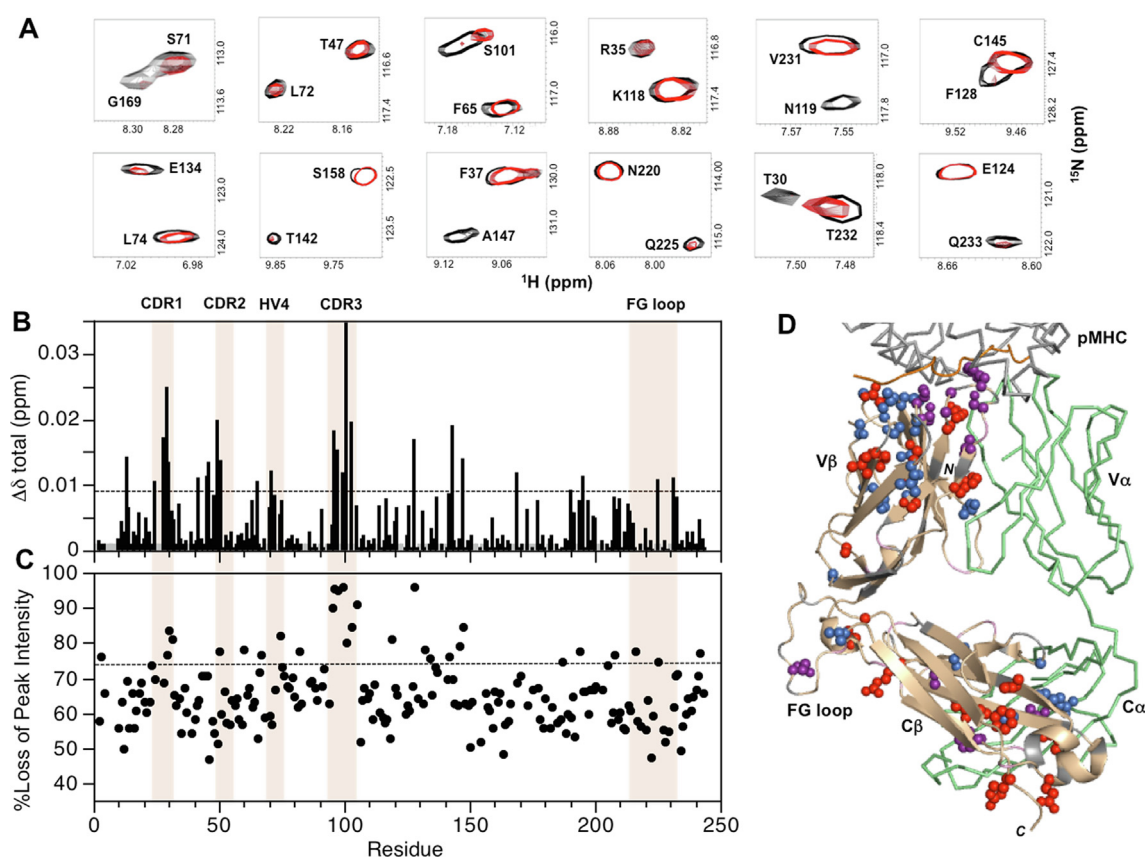 A
S71
G169
113.0
113.6
8.30 8.28
T47
L72
116.6
117.4
8.22 8.16
S101
F65
116.0
117.0
7.18 7.12
R35
K118
116.8
117.4
8.88 8.82
V231
N119
117.0
117.8
7.57 7.55
C145
F128
127.4
128.2
9.52 9.46
15N (ppm)
E134
L74
123.0
124.0
7.02 6.98
S158
T142
122.5
123.5
9.85 9.75
F37
A147
130.0
131.0
9.12 9.06
N220
Q225
114.00
115.0
8.06 8.00
T30
T232
118.0
118.4
7.50 7.48
E124
Q233
121.0
122.0
8.66 8.60
1H (ppm)
B
CDR1 CDR2 HV4 CDR3 FG loop
Δδ total (ppm)
0.03
0.02
0.01
0
C
%Loss of Peak Intensity
100
90
80
70
60
50
40
0 50 100 150 200 250
Residue
D
pMHC
Vβ
N
Vα
FG loop
Cβ
Cα
C